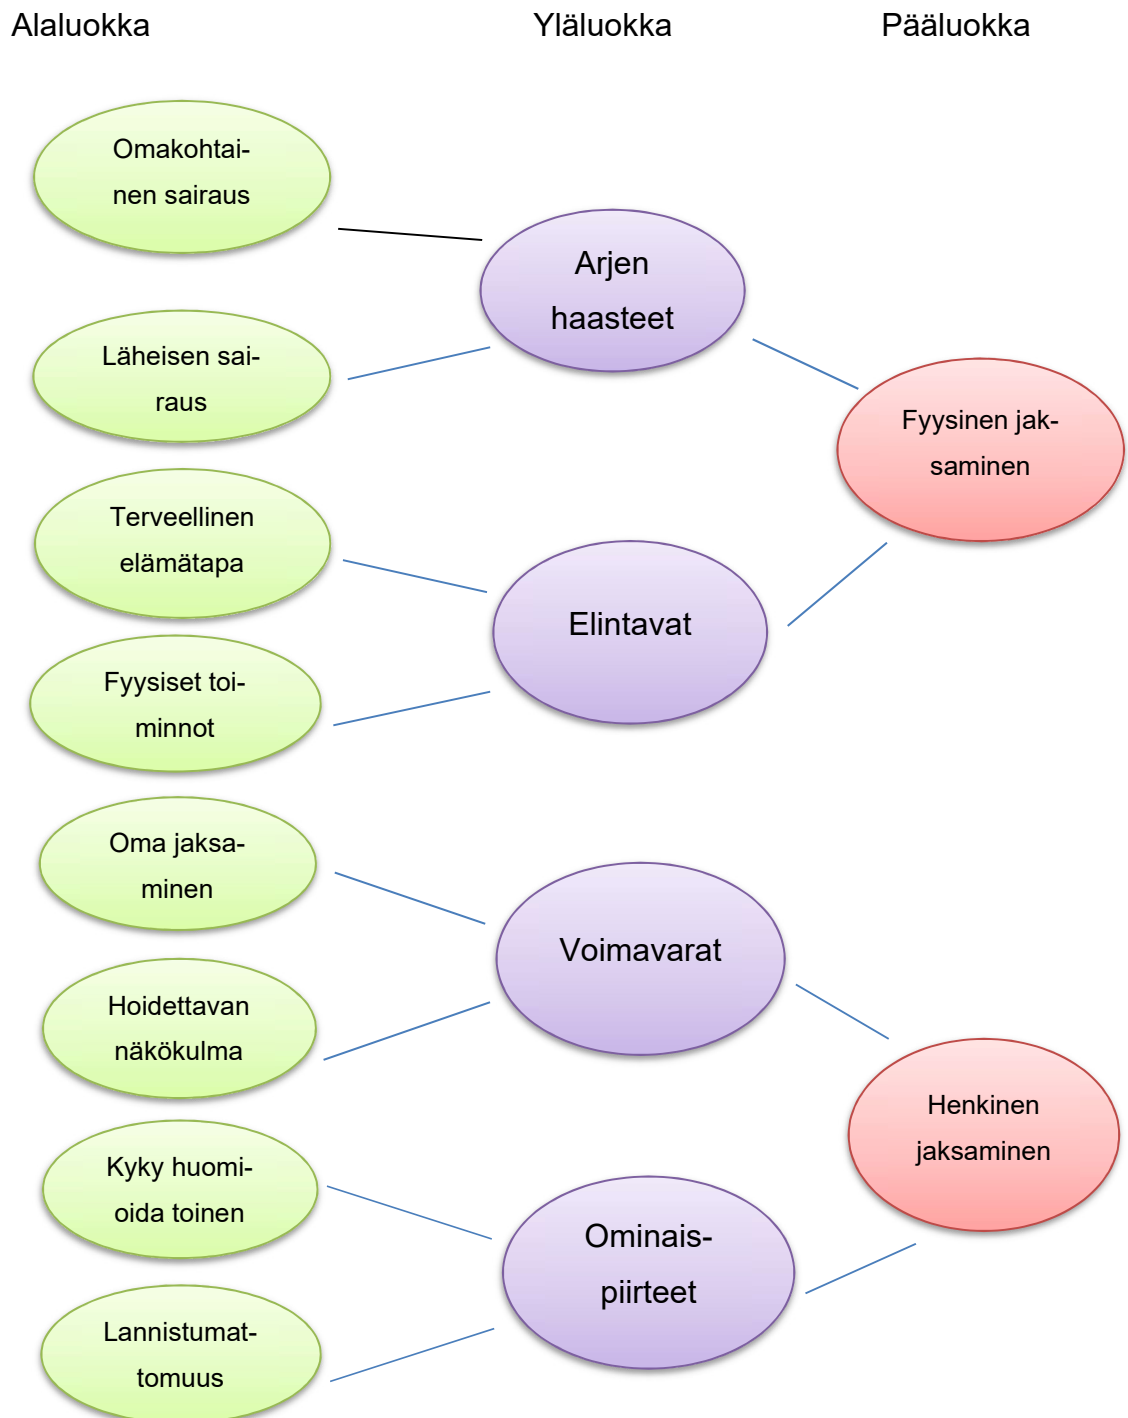 Alaluokka Yläluokka Pääluokka
Omakohtai-
nen sairaus
Läheisen sai-
raus
Terveellinen
elämätapa
Fyysiset toi-
minnot
Oma jaksa-
minen
Hoidettavan
näkökulma
Kyky huomi-
oida toinen
Lannistumat-
tomuus
Arjen
haasteet
Elintavat
Voimavarat
Ominais-
piirteet
Fyysinen jak-
saminen
Henkinen
jaksaminen